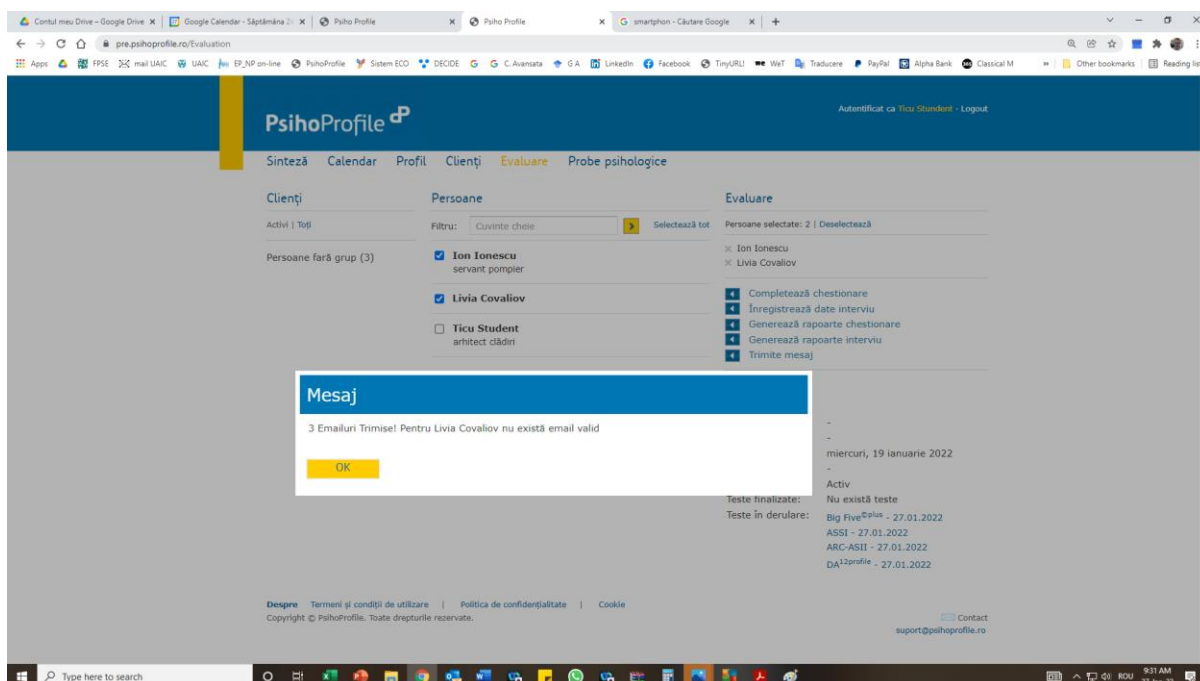 Contul meu Drive – Google Drive
Google Calendar - Săptămâna 2
Psiho Profile
Psiho Profile
smartphon - Căutare Google
pre.psihoprofile.ro/Evaluation
Apps
FPSE
mail UAIC
UAIC
EP_NP on-line
PsihoProfile
Sistem ECO
DECIDE
G
G C. Avansata
G A
LinkedIn
Facebook
TinyURL!
WeT
Traducere
PayPal
Alpha Bank
Classical M
Other bookmarks
Reading list
PsihoProfile
Autentificat ca Ticu Stundent - Logout
Sinteză Calendar Profil Clienți Evaluare Probe psihologice
Clienți
Activi | Toți
Persoane fară grup (3)
Persoane
Filtru: Cuvinte cheie
Selectează tot
Ion Ionescu
servant pompier
Livia Covaliov
Ticu Student
arhitect clădiri
Evaluare
Persoane selectate: 2 | Deselectează
Ion Ionescu
Livia Covaliov
Completează chestionare
Înregistrează date interviu
Generează rapoarte chestionare
Generează rapoarte interviu
Trimite mesaj
Mesaj
3 Emailuri Trimise! Pentru Livia Covaliov nu există email valid
OK
-
-
miercuri, 19 ianuarie 2022
-
Activ
Teste finalizate: Nu există teste
Teste în derulare: Big Five©plus - 27.01.2022
ASSI - 27.01.2022
ARC-ASII - 27.01.2022
DA12profile - 27.01.2022
Despre Termeni și condiții de utilizare | Politica de confidențialitate | Cookie
Copyright © PsihoProfile. Toate drepturile rezervate.
Contact
suport@psihoprofile.ro
Type here to search
ROU
9:31 AM